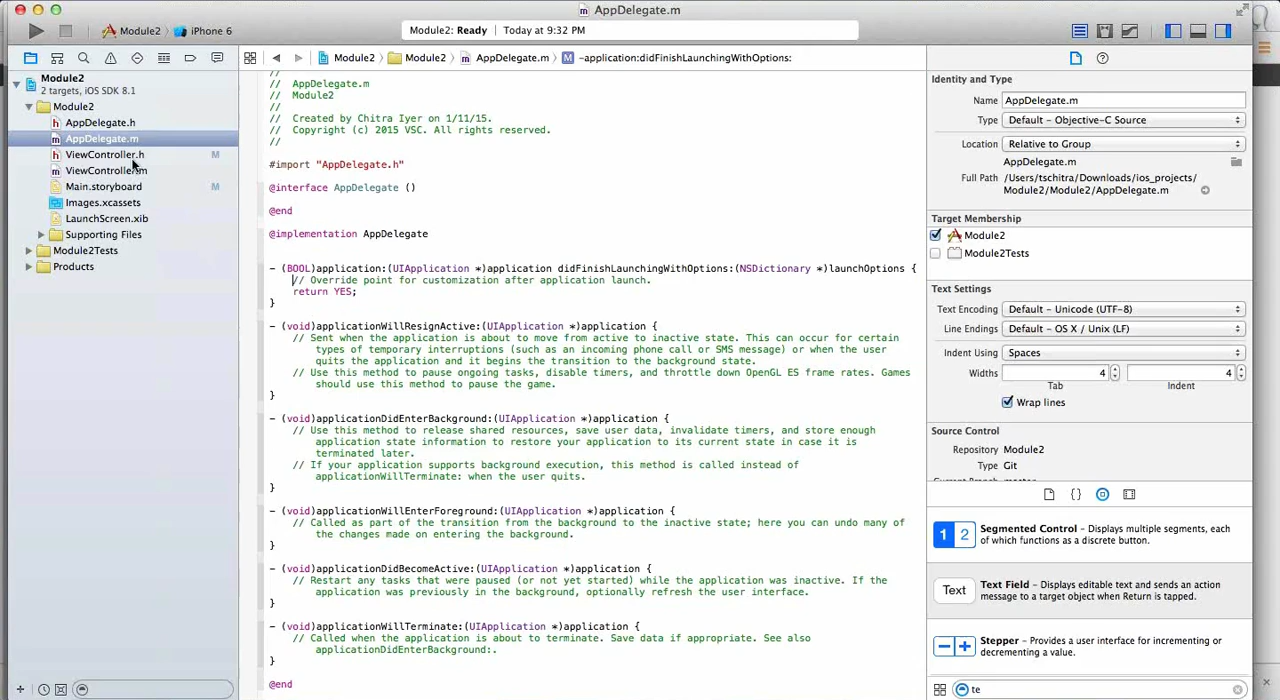 AppDelegate.m
Module2
iPhone 6
Module2: Ready
Today at 9:32 PM
Module2
Module2
AppDelegate.m
M
-application:didFinishLaunchingWithOptions:
Module2
2 targets, iOS SDK 8.1
Module2
AppDelegate.h
AppDelegate.m
ViewController.h
M
ViewController.m
Main.storyboard
M
Images.xcassets
LaunchScreen.xib
Supporting Files
Module2Tests
Products
//
// AppDelegate.m
// Module2
//
// Created by Chitra Iyer on 1/11/15.
// Copyright (c) 2015 VSC. All rights reserved.
//
#import "AppDelegate.h"
@interface AppDelegate ()
@end
@implementation AppDelegate
- (BOOL)application:(UIApplication *)application didFinishLaunchingWithOptions:(NSDictionary *)launchOptions {
// Override point for customization after application launch.
return YES;
}
- (void)applicationWillResignActive:(UIApplication *)application {
// Sent when the application is about to move from active to inactive state. This can occur for certain
types of temporary interruptions (such as an incoming phone call or SMS message) or when the user
quits the application and it begins the transition to the background state.
// Use this method to pause ongoing tasks, disable timers, and throttle down OpenGL ES frame rates. Games
should use this method to pause the game.
}
- (void)applicationDidEnterBackground:(UIApplication *)application {
// Use this method to release shared resources, save user data, invalidate timers, and store enough
application state information to restore your application to its current state in case it is
terminated later.
// If your application supports background execution, this method is called instead of
applicationWillTerminate: when the user quits.
}
- (void)applicationWillEnterForeground:(UIApplication *)application {
// Called as part of the transition from the background to the inactive state; here you can undo many of
the changes made on entering the background.
}
- (void)applicationDidBecomeActive:(UIApplication *)application {
// Restart any tasks that were paused (or not yet started) while the application was inactive. If the
application was previously in the background, optionally refresh the user interface.
}
- (void)applicationWillTerminate:(UIApplication *)application {
// Called when the application is about to terminate. Save data if appropriate. See also
applicationDidEnterBackground:.
}
@end
Identity and Type
Name AppDelegate.m
Type Default - Objective-C Source
Location Relative to Group
AppDelegate.m
Full Path /Users/tschitra/Downloads/ios_projects/
Module2/Module2/AppDelegate.m
Target Membership
Module2
Module2Tests
Text Settings
Text Encoding Default - Unicode (UTF-8)
Line Endings Default - OS X / Unix (LF)
Indent Using Spaces
Widths 4 4
Tab Indent
Wrap lines
Source Control
Repository Module2
Type Git
{ }
1 2
Segmented Control - Displays multiple segments, each
of which functions as a discrete button.
Text
Text Field - Displays editable text and sends an action
message to a target object when Return is tapped.
Stepper - Provides a user interface for incrementing or
decrementing a value.
te